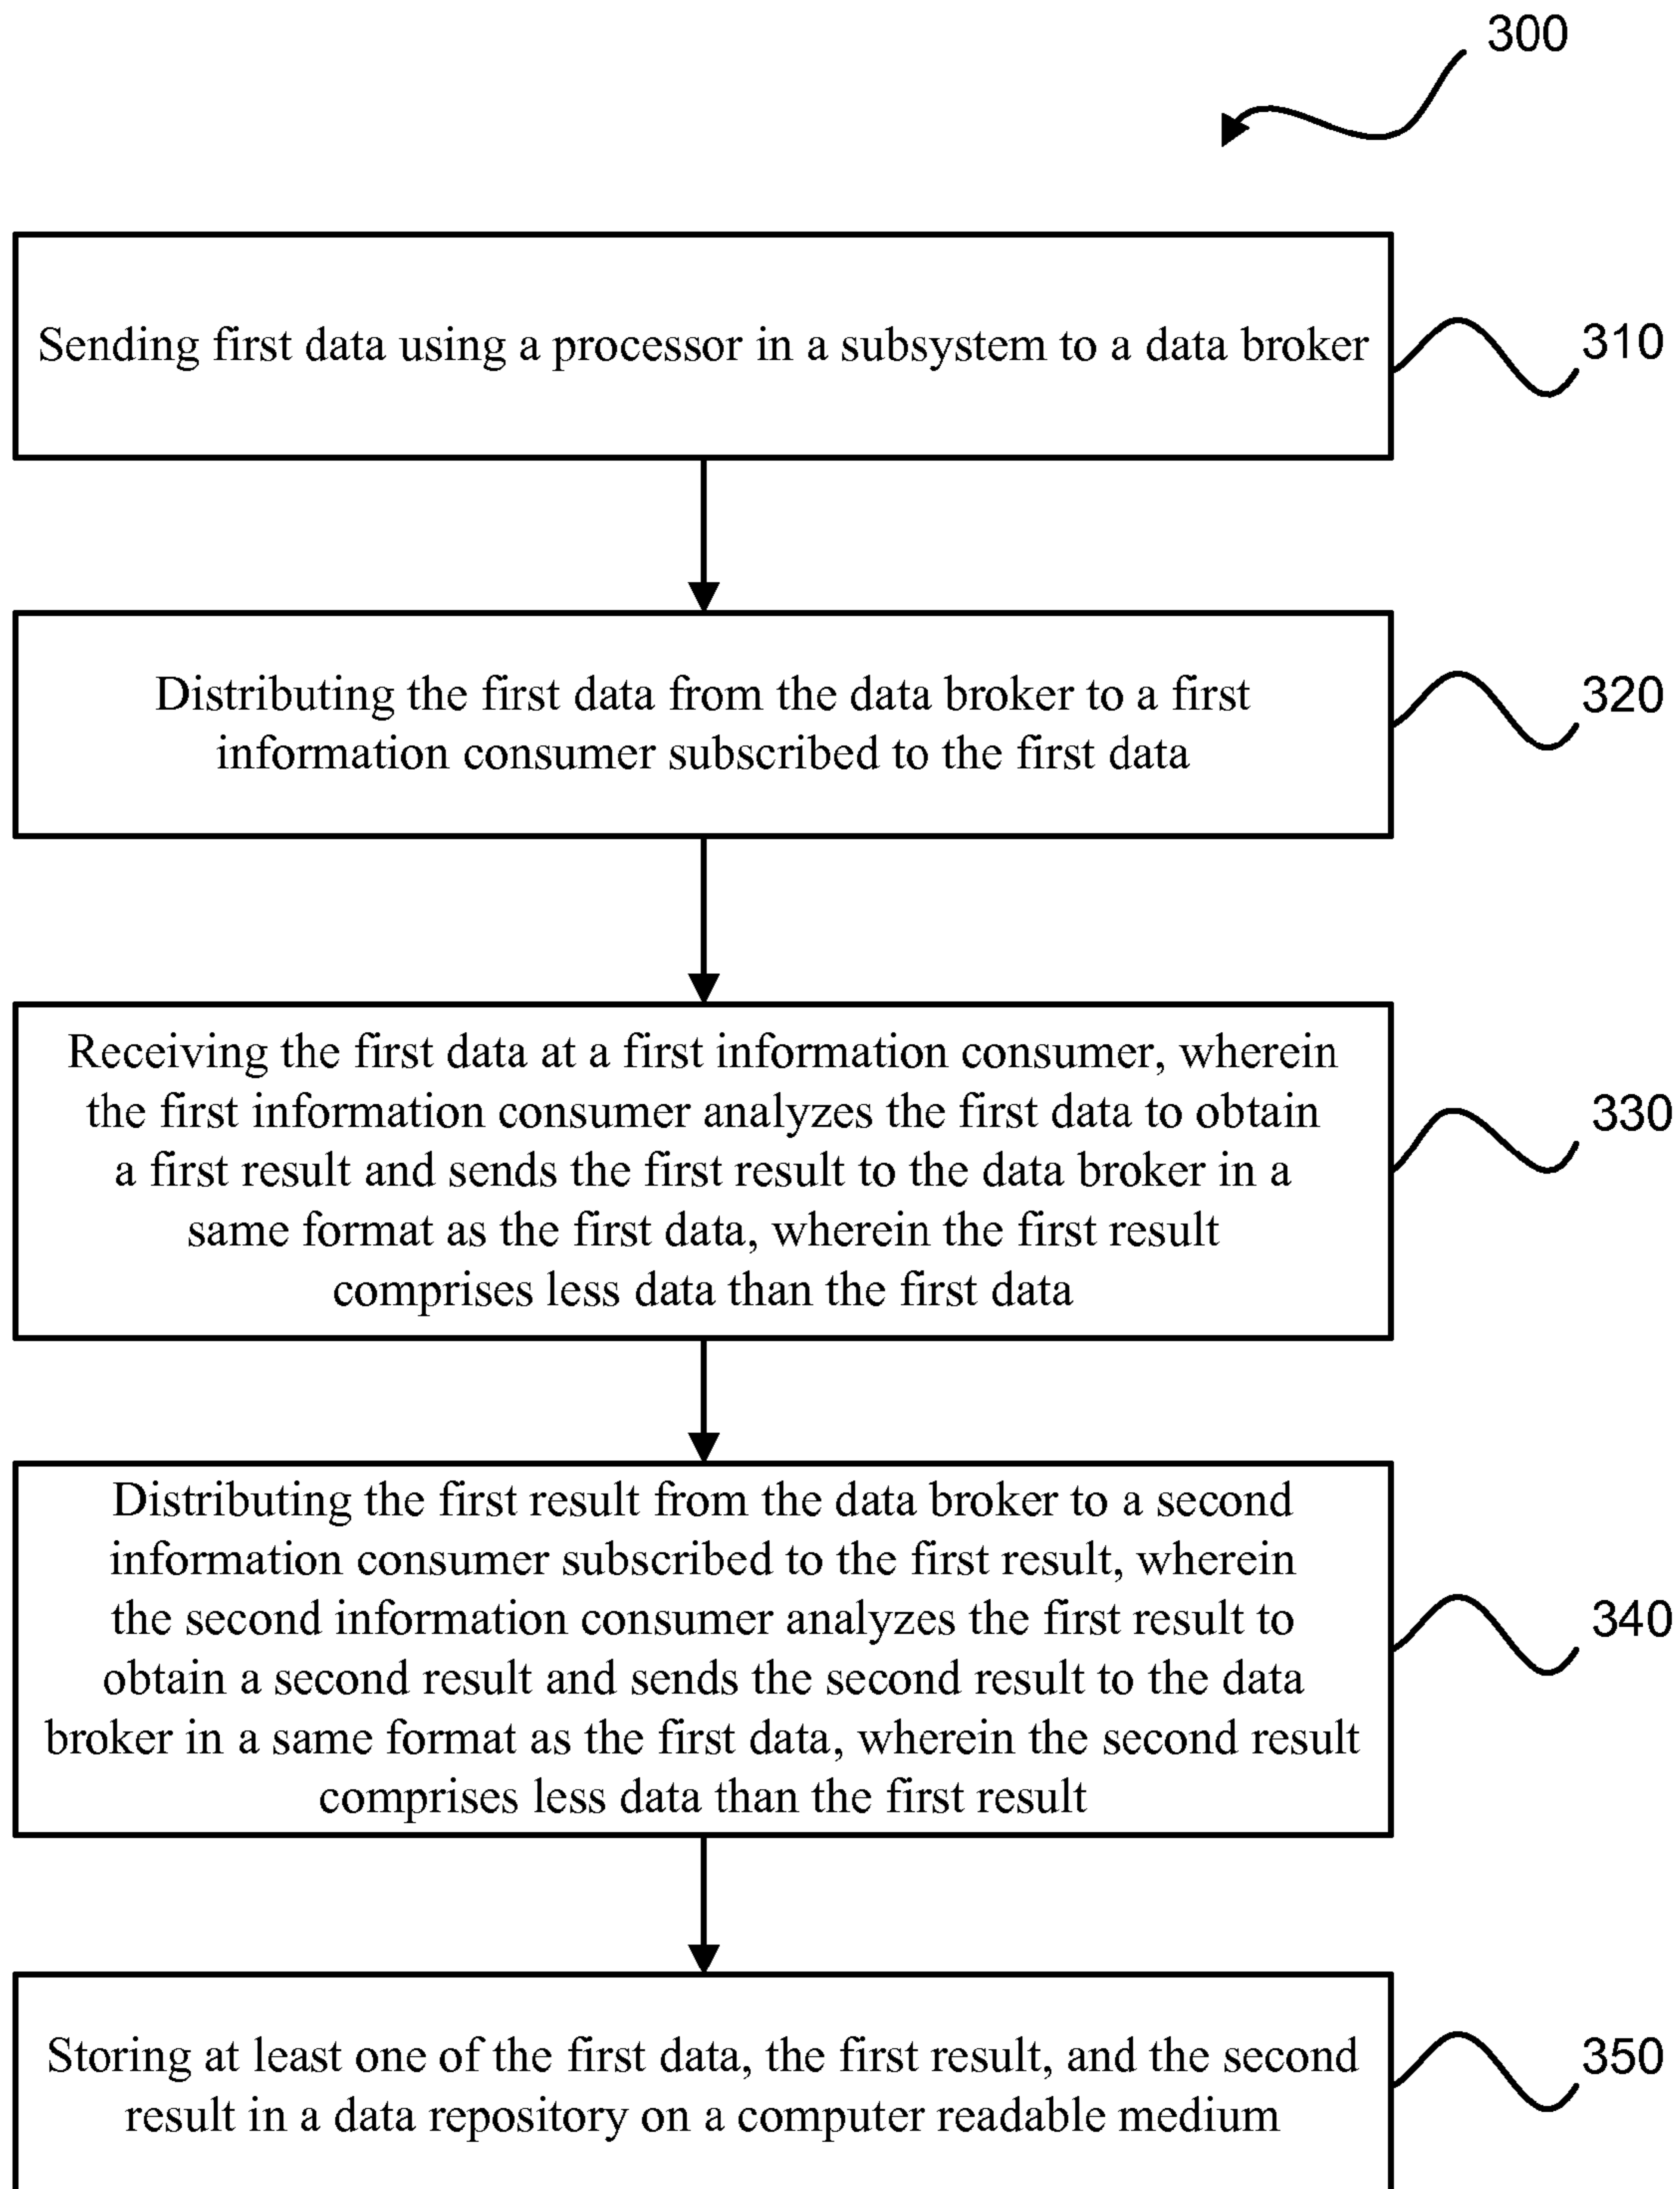 300
Sending first data using a processor in a subsystem to a data broker
310
Distributing the first data from the data broker to a first
information consumer subscribed to the first data
320
Receiving the first data at a first information consumer, wherein
the first information consumer analyzes the first data to obtain
a first result and sends the first result to the data broker in a
same format as the first data, wherein the first result
comprises less data than the first data
330
Distributing the first result from the data broker to a second
information consumer subscribed to the first result, wherein
the second information consumer analyzes the first result to
obtain a second result and sends the second result to the data
broker in a same format as the first data, wherein the second result
comprises less data than the first result
340
Storing at least one of the first data, the first result, and the second
result in a data repository on a computer readable medium
350